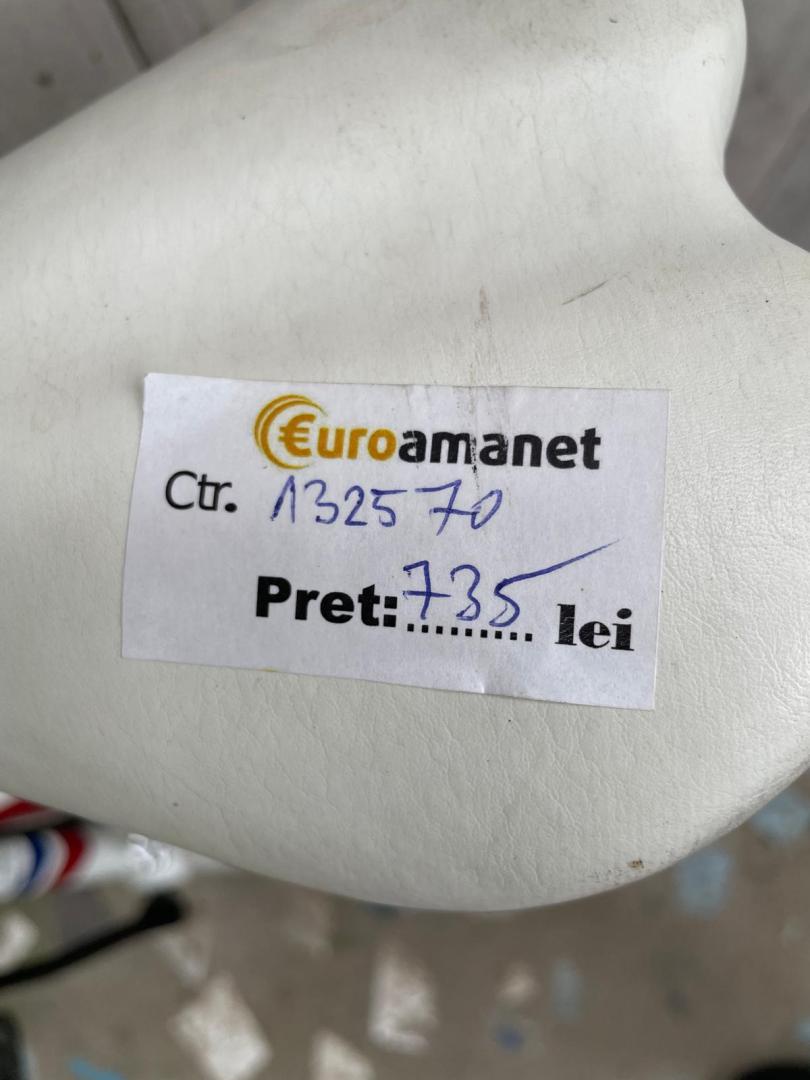 €uroamanet
Ctr. 132570
Pret:735 lei